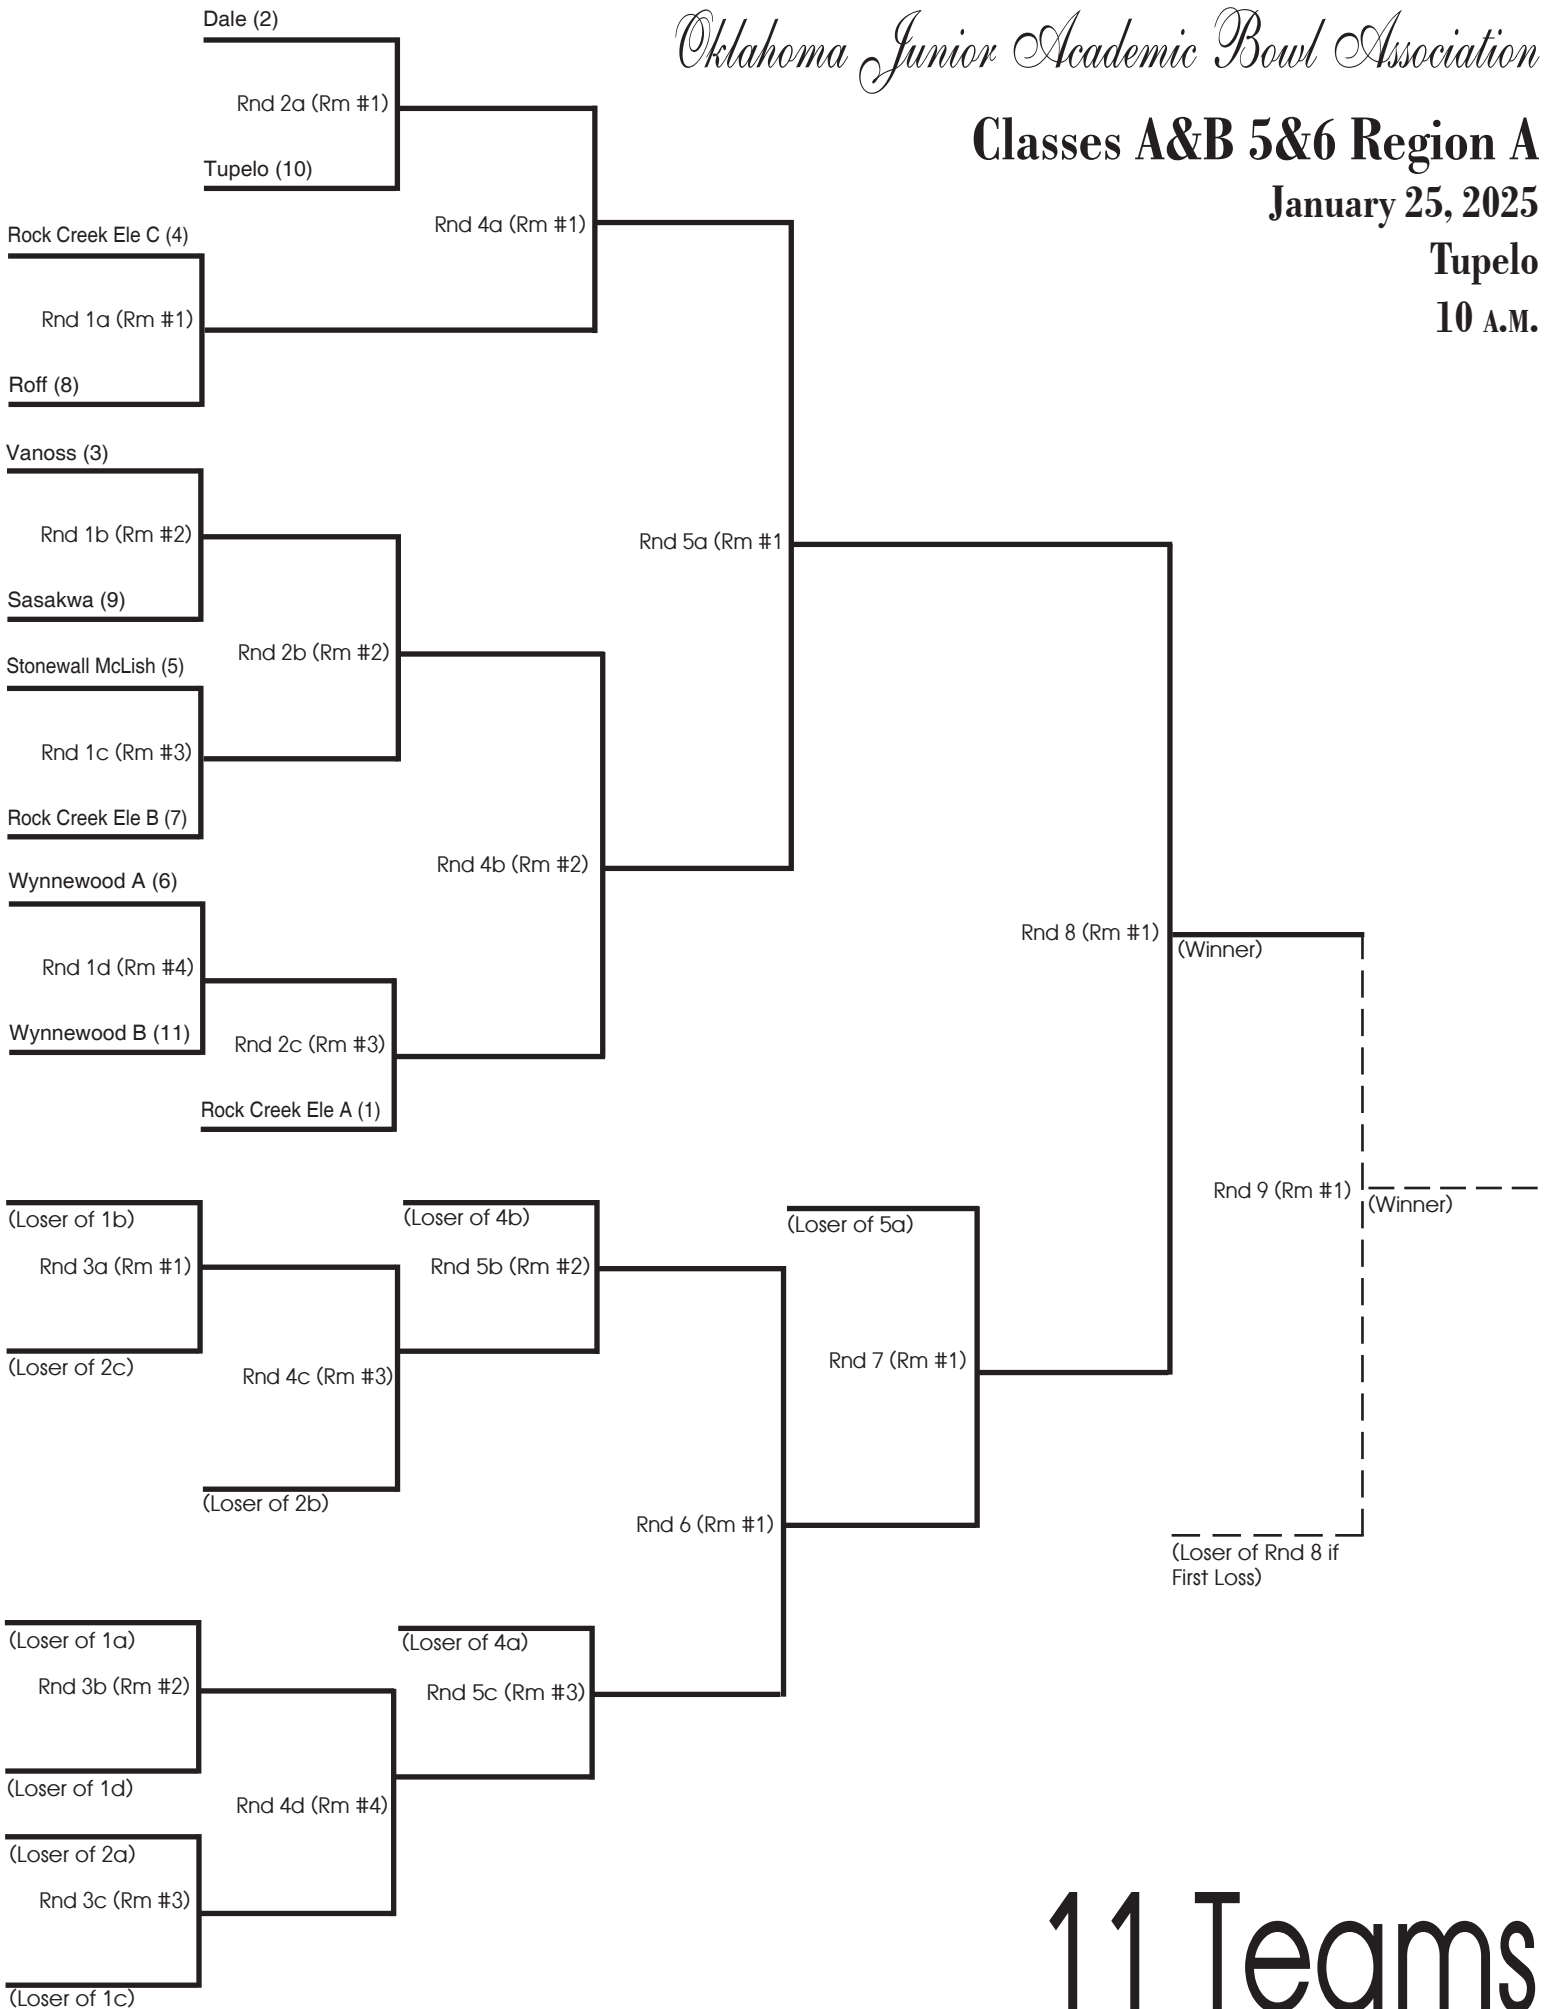 Oklahoma Junior Academic Bowl Association
Classes A&B 5&6 Region A
January 25, 2025
Tupelo
10 A.M.
Dale (2)
Rnd 2a (Rm #1)
Tupelo (10)
Rnd 4a (Rm #1)
Rock Creek Ele C (4)
Rnd 1a (Rm #1)
Roff (8)
Vanoss (3)
Rnd 1b (Rm #2)
Rnd 5a (Rm #1
Sasakwa (9)
Rnd 2b (Rm #2)
Stonewall McLish (5)
Rnd 1c (Rm #3)
Rock Creek Ele B (7)
Rnd 4b (Rm #2)
Wynnewood A (6)
Rnd 8 (Rm #1)
(Winner)
Rnd 1d (Rm #4)
Wynnewood B (11)
Rnd 2c (Rm #3)
Rock Creek Ele A (1)
Rnd 9 (Rm #1)
(Winner)
(Loser of 1b)
(Loser of 4b)
(Loser of 5a)
Rnd 3a (Rm #1)
Rnd 5b (Rm #2)
(Loser of 2c)
Rnd 4c (Rm #3)
Rnd 7 (Rm #1)
(Loser of 2b)
Rnd 6 (Rm #1)
(Loser of Rnd 8 if
First Loss)
(Loser of 1a)
(Loser of 4a)
Rnd 3b (Rm #2)
Rnd 5c (Rm #3)
(Loser of 1d)
Rnd 4d (Rm #4)
(Loser of 2a)
Rnd 3c (Rm #3)
(Loser of 1c)
11 Teams